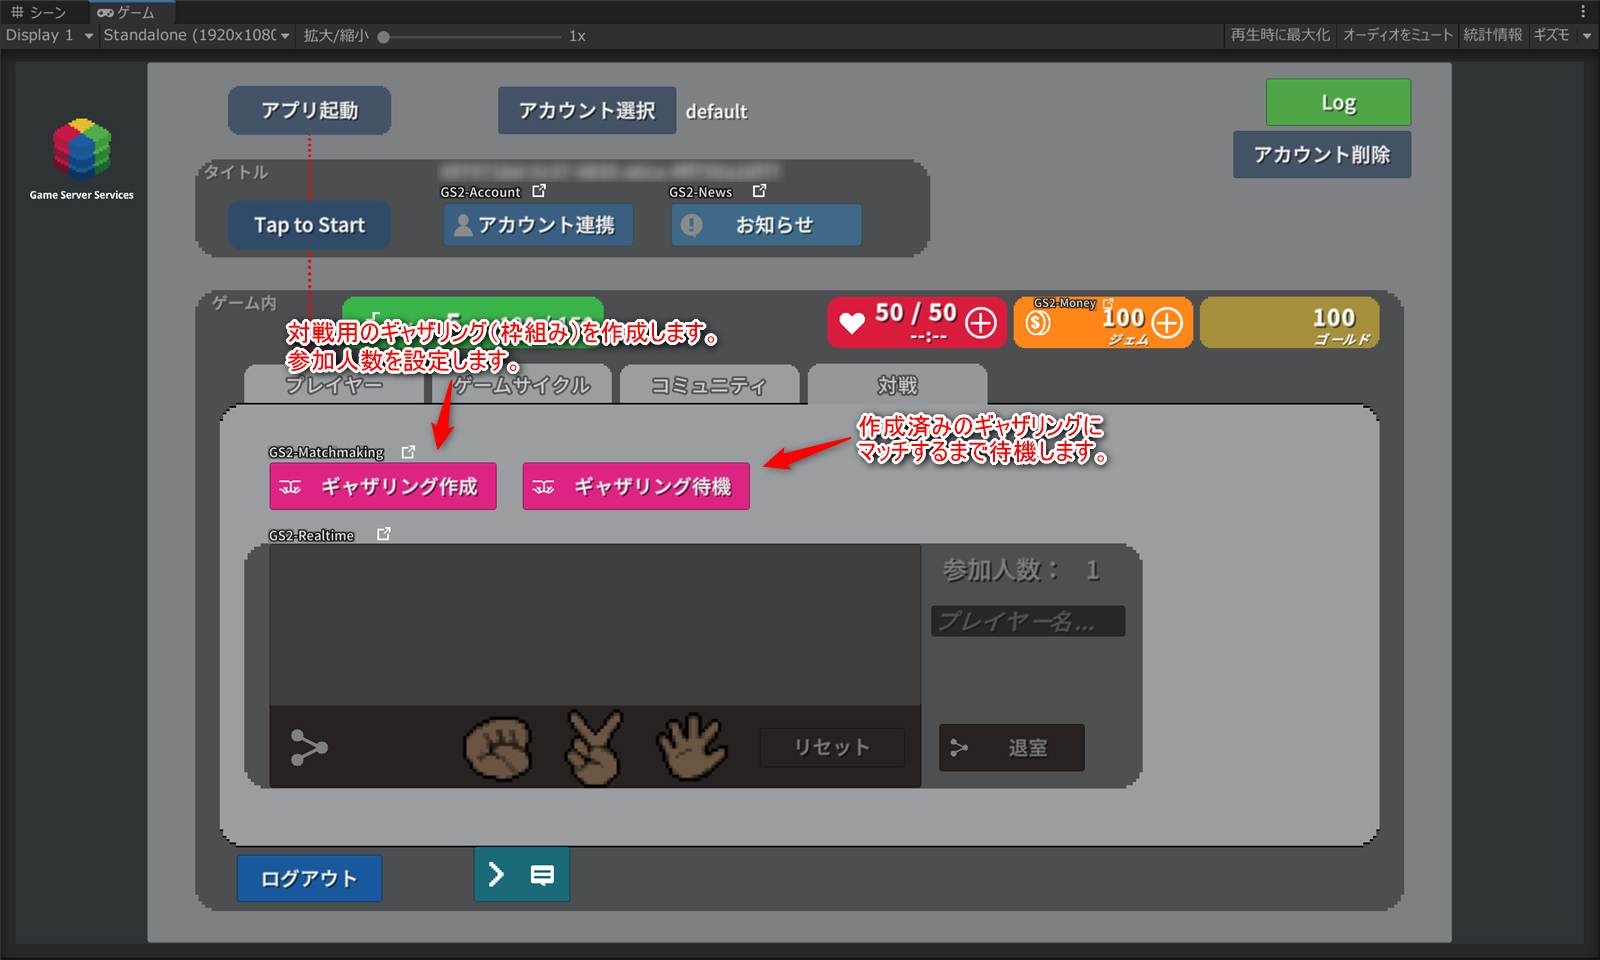 シーン
ゲーム
Display 1
Standalone (1920x1080
拡大/縮小
1x
再生時に最大化
オーディオをミュート
統計情報
ギズモ
アプリ起動
アカウント選択
default
Log
アカウント削除
Game Server Services
タイトル
GS2-Account
GS2-News
Tap to Start
アカウント連携
お知らせ
ゲーム内
50 / 50
--:--
GS2-Money
100
ジェム
100
ゴールド
対戦用のギャザリング(枠組み)を作成します。
参加人数を設定します。
プレイヤー
ゲームサイクル
コミュニティ
対戦
作成済みのギャザリングに
マッチするまで待機します。
GS2-Matchmaking
ギャザリング作成
ギャザリング待機
GS2-Realtime
参加人数： 1
プレイヤー名...
リセット
退室
ログアウト